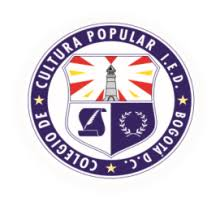 COLEGIO DE CULTURA POPULAR I.E.D.
BOGOTÁ D.C.